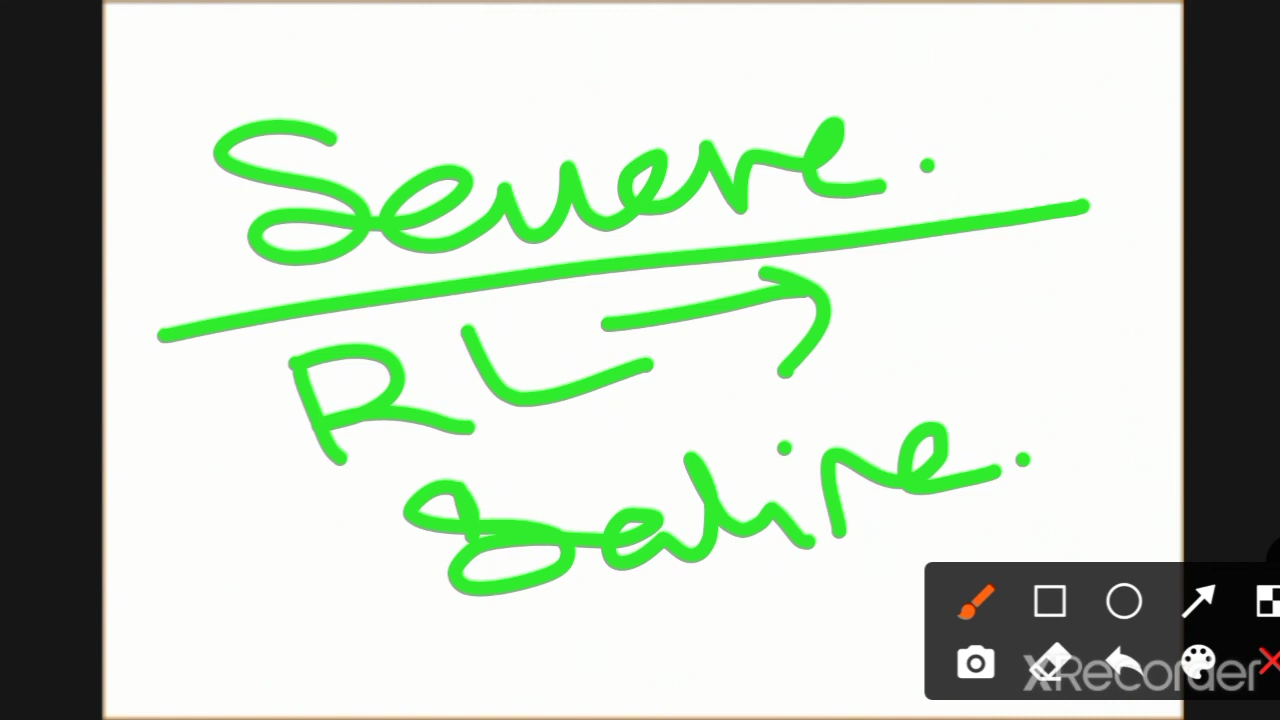 Severe.
RL →
Saline.
XRecorder